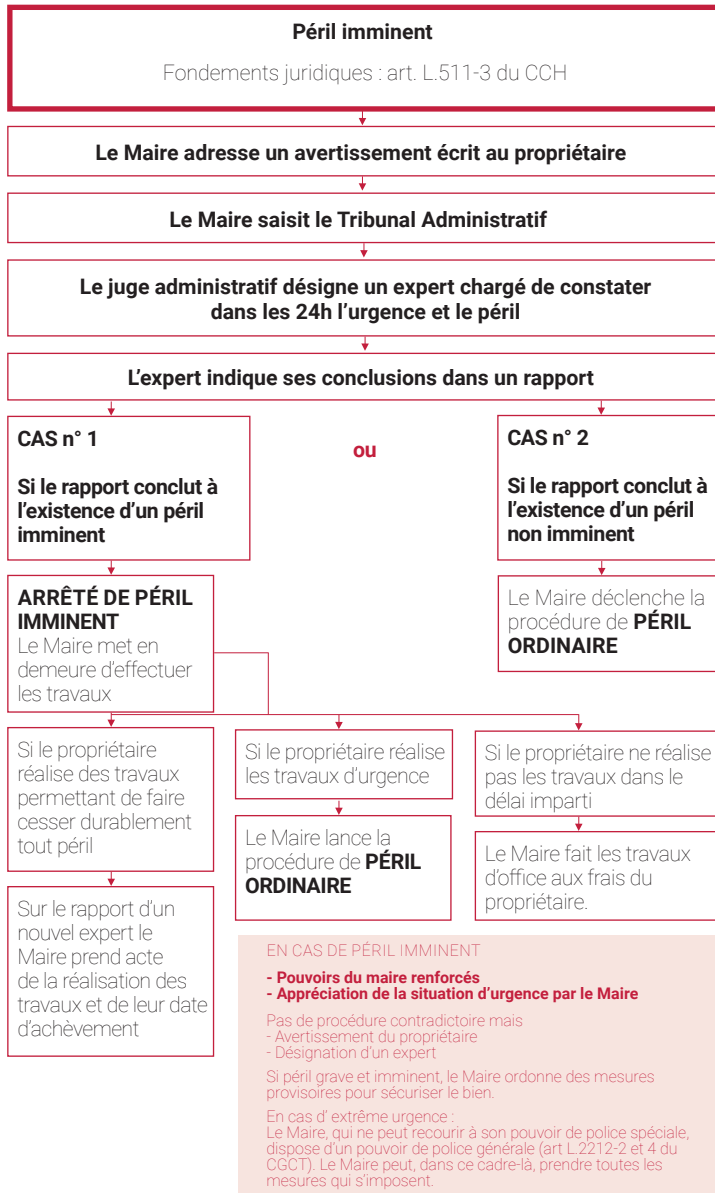 Péril imminent
Fondements juridiques : art. L.511-3 du CCH
Le Maire adresse un avertissement écrit au propriétaire
Le Maire saisit le Tribunal Administratif
Le juge administratif désigne un expert chargé de constater
dans les 24h l'urgence et le péril
L'expert indique ses conclusions dans un rapport
CAS n° 1
Si le rapport conclut à
l'existence d'un péril
imminent
ou
CAS n° 2
Si le rapport conclut à
l'existence d'un péril
non imminent
ARRÊTÉ DE PÉRIL
IMMINENT
Le Maire met en
demeure d'effectuer
les travaux
Le Maire déclenche la
procédure de PÉRIL
ORDINAIRE
Si le propriétaire
réalise des travaux
permettant de faire
cesser durablement
tout péril
Si le propriétaire réalise
les travaux d'urgence
Si le propriétaire ne réalise
pas les travaux dans le
délai imparti
Le Maire lance la
procédure de PÉRIL
ORDINAIRE
Le Maire fait les travaux
d'office aux frais du
propriétaire.
Sur le rapport d'un
nouvel expert le
Maire prend acte
de la réalisation des
travaux et de leur date
d'achèvement
EN CAS DE PÉRIL IMMINENT
- Pouvoirs du maire renforcés
- Appréciation de la situation d'urgence par le Maire
Pas de procédure contradictoire mais
- Avertissement du propriétaire
- Désignation d'un expert
Si péril grave et imminent, le Maire ordonne des mesures
provisoires pour sécuriser le bien.
En cas d' extrême urgence :
Le Maire, qui ne peut recourir à son pouvoir de police spéciale,
dispose d'un pouvoir de police générale (art L.2212-2 et 4 du
CGCT). Le Maire peut, dans ce cadre-là, prendre toutes les
mesures qui s'imposent.